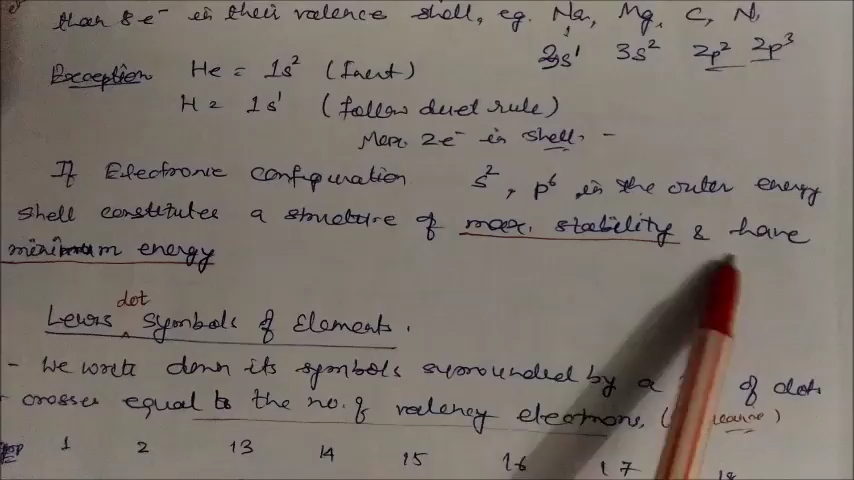 than 8e⁻ in their valence shell, eg. Na, Mg, C, N,
3s¹ 3s² 2p² 2p³
Exception He = 1s² (Inert)
H = 1s¹ (follow duet rule)
Max. 2e⁻ in shell. -
If Electronic configuration s², p⁶ in the outer energy
shell constitutes a structure of max. stability & have
minimum energy
Lewis dot symbols of Elements.
- We write down its symbols surrounded by a of dots
- crosses equal to the no. of valency electrons. (
1 2 13 14 15 16 17 18